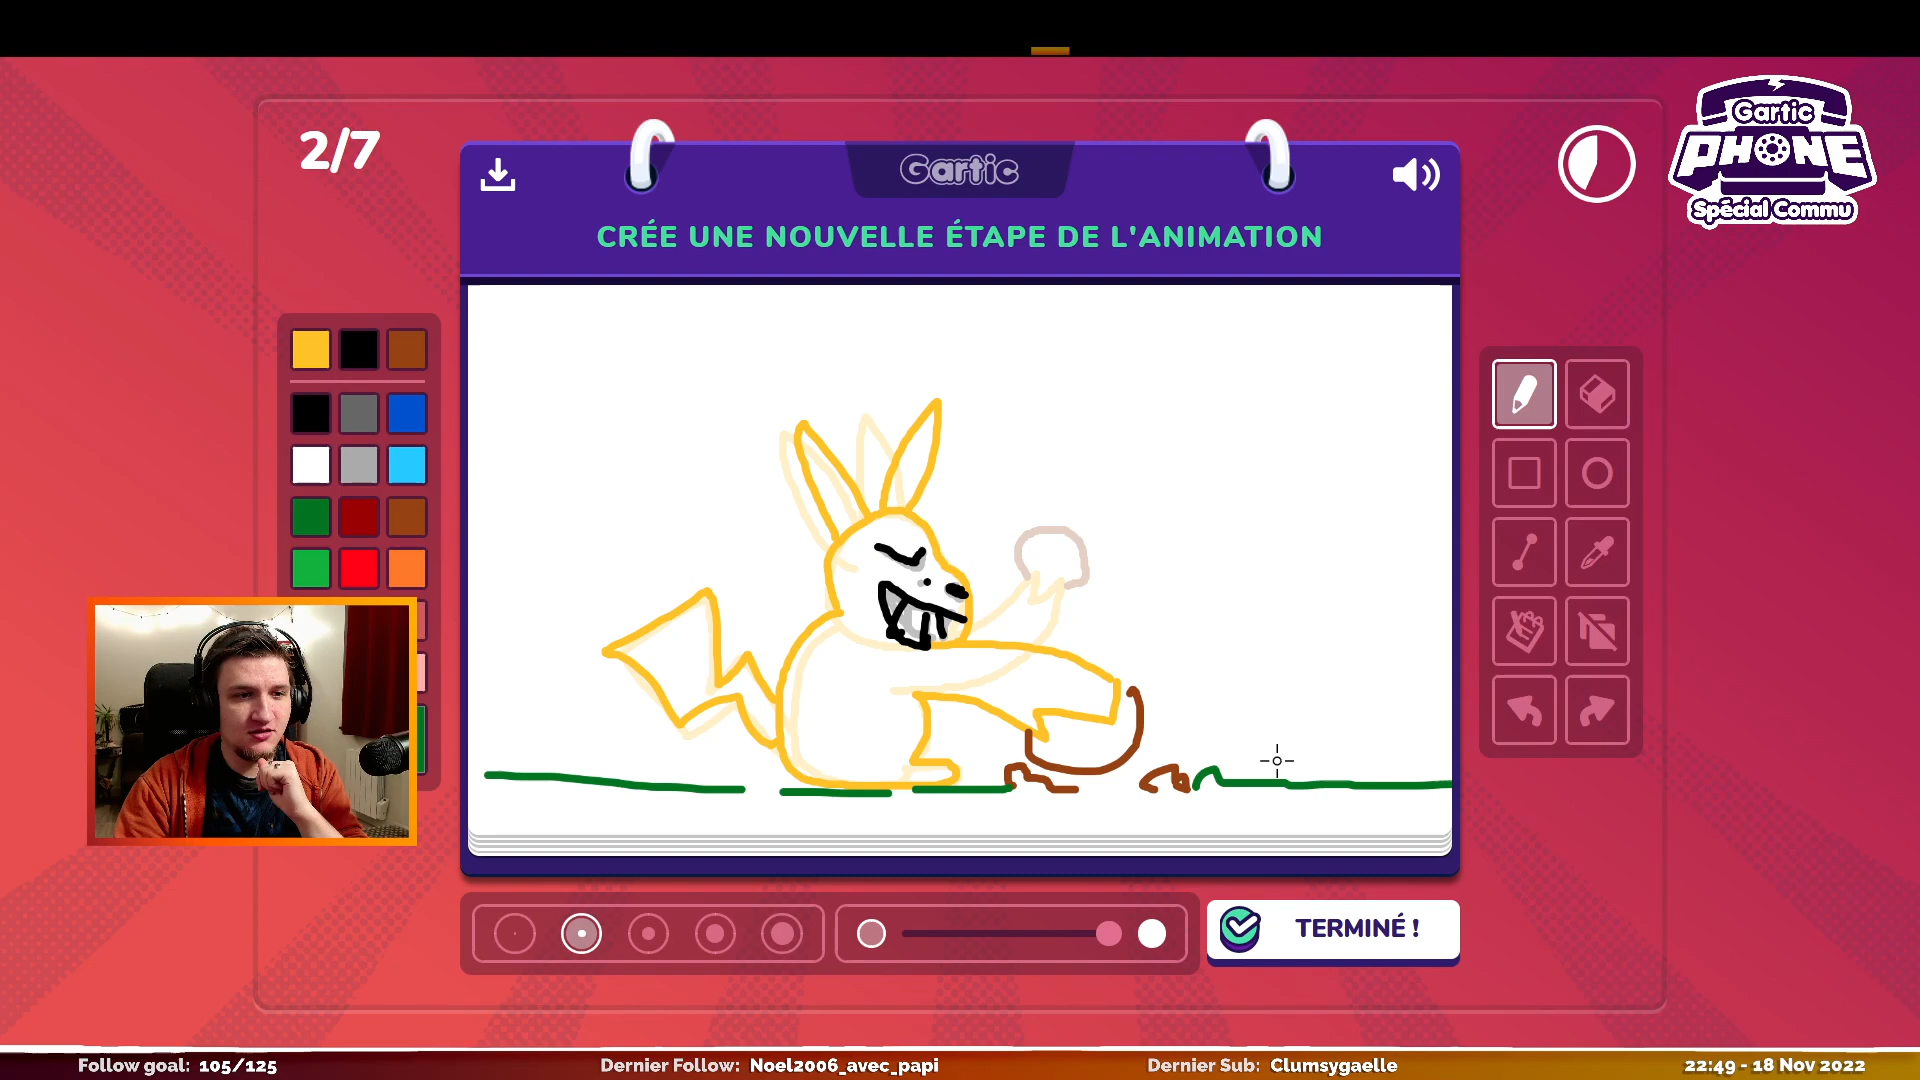 2/7
Gartic
CRÉE UNE NOUVELLE ÉTAPE DE L'ANIMATION
Gartic
PHONE
Spécial Commu
TERMINÉ !
Follow goal: 105/125
Dernier Follow: Noel2006_avec_papi
Dernier Sub: Clumsygaelle
22:49 - 18 Nov 2022